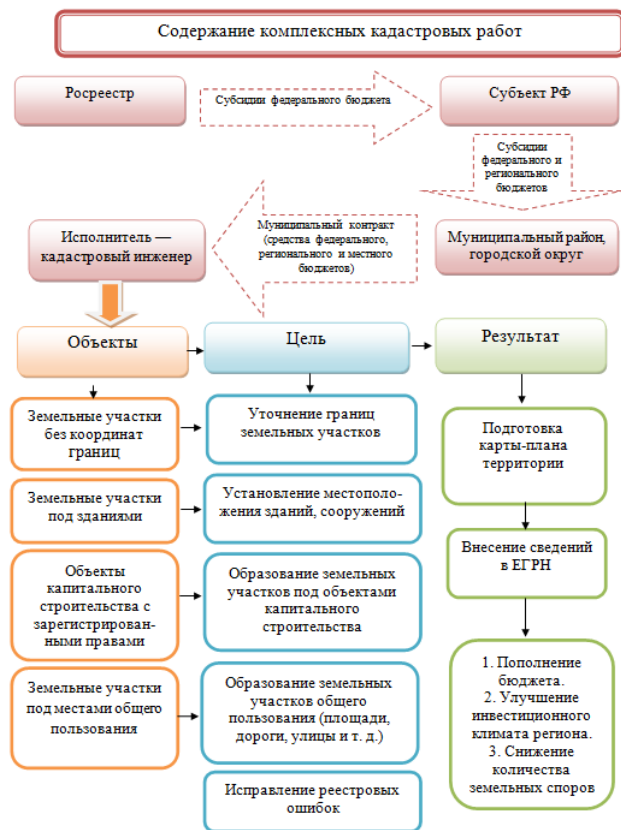 Содержание комплексных кадастровых работ
Росреестр
Субсидии федерального бюджета
Субъект РФ
Субсидии
федерального и
регионального
бюджетов
Муниципальный контракт
(средства федерального,
регионального и местного
бюджетов)
Исполнитель —
кадастровый инженер
Муниципальный район,
городской округ
Объекты
Цель
Результат
Земельные участки
без координат
границ
Уточнение границ
земельных участков
Подготовка
карты-плана
территории
Земельные участки
под зданиями
Установление местополо-
жения зданий, сооружений
Внесение сведений
в ЕГРН
Объекты
капитального
строительства с
зарегистрирован-
ными правами
Образование земельных
участков под объектами
капитального
строительства
1. Пополнение
бюджета.
2. Улучшение
инвестиционного
климата региона.
3. Снижение
количества
земельных споров
Земельные участки
под местами общего
пользования
Образование земельных
участков общего
пользования (площади,
дороги, улицы и т. д.)
Исправление реестровых
ошибок